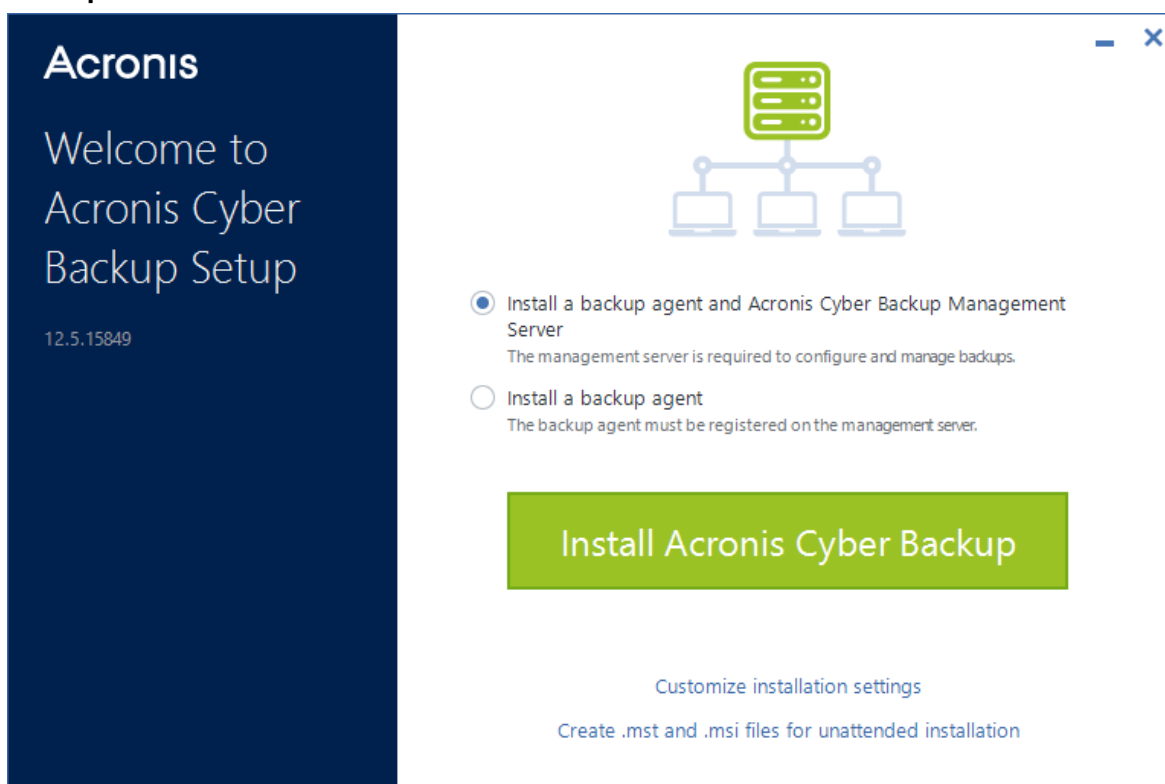 Acronis
Welcome to
Acronis Cyber
Backup Setup
12.5.15849
Install a backup agent and Acronis Cyber Backup Management
Server
The management server is required to configure and manage backups.
Install a backup agent
The backup agent must be registered on the management server.
Install Acronis Cyber Backup
Customize installation settings
Create .mst and .msi files for unattended installation